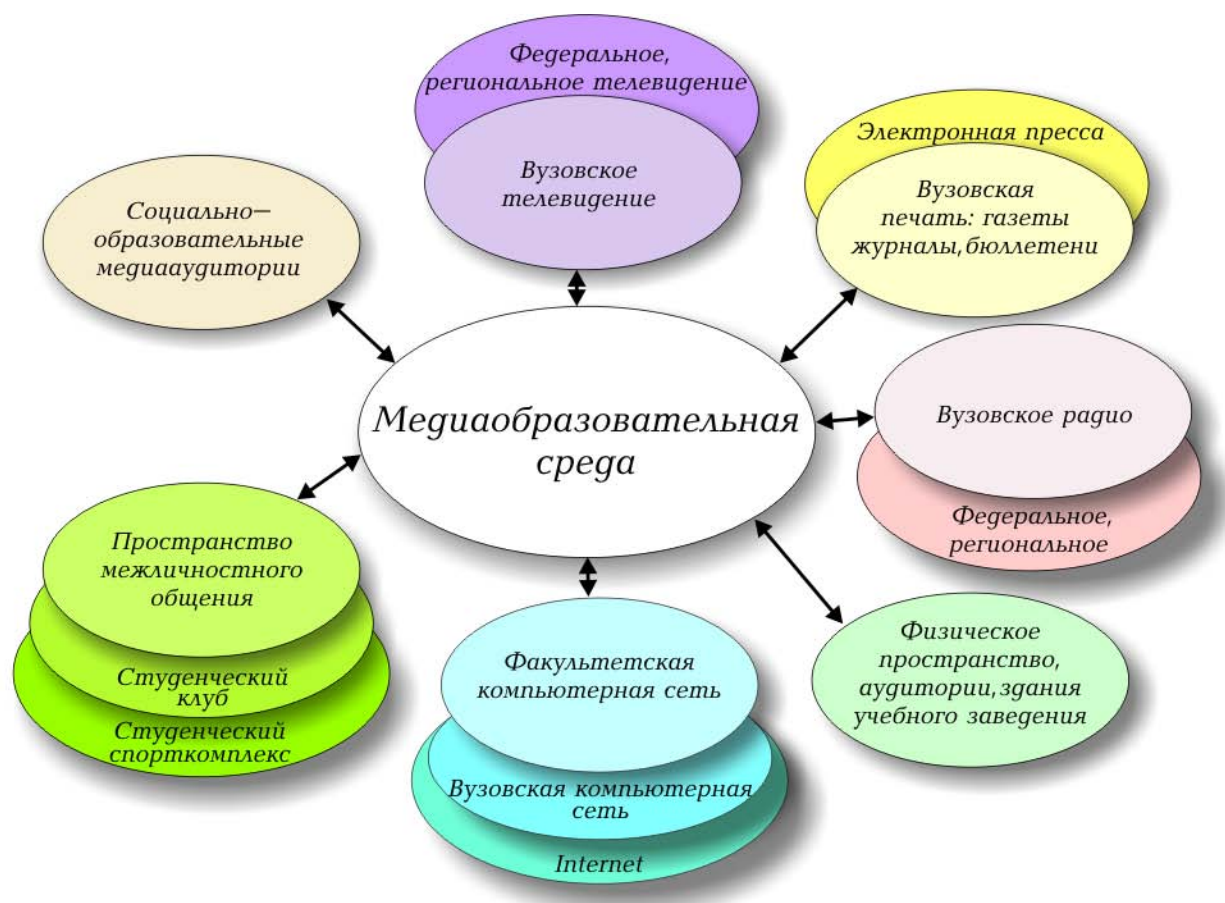 Федеральное,
региональное телевидение
Вузовское
телевидение
Электронная пресса
Вузовская
печать: газеты
журналы, бюллетени
Социально—
образовательные
медиааудитории
Медиаобразовательная
среда
Вузовское радио
Федеральное,
региональное
Пространство
межличностного
общения
Студенческий
клуб
Студенческий
спорткомплекс
Факультетская
компьютерная сеть
Вузовская компьютерная
сеть
Internet
Физическое
пространство,
аудитории, здания
учебного заведения